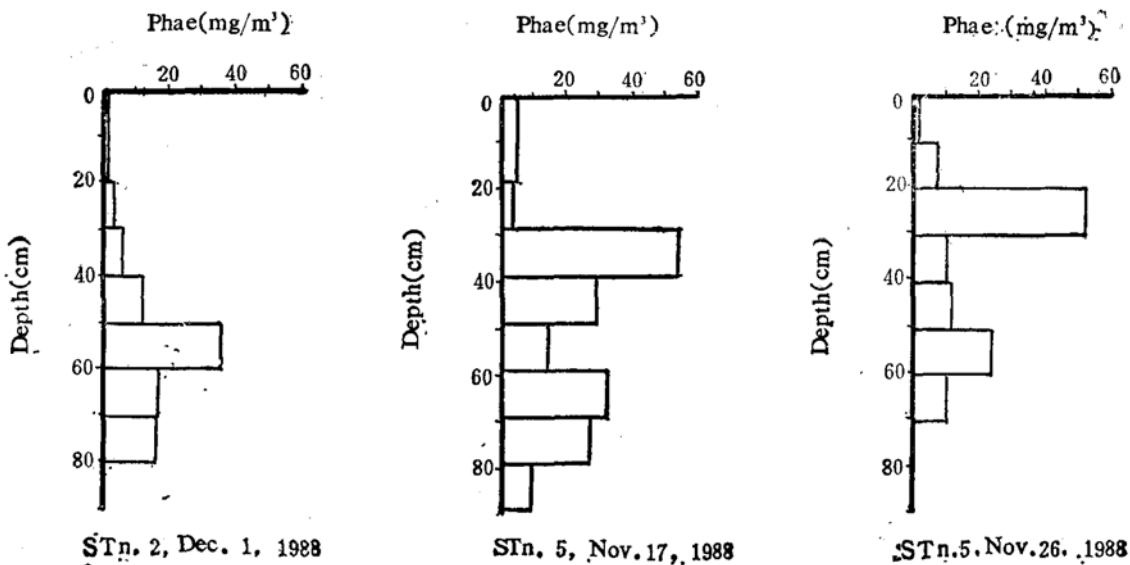 Phae(mg/m³)
20 40 60
0
20
40
60
80
Depth(cm)
STn. 2, Dec. 1, 1988
Phae(mg/m³)
20 40 60
0
20
40
60
80
Depth(cm)
STn. 5, Nov.17, 1988
Phae.(mg/m³)
20 40 60
0
20
40
60
80
Depth(cm)
STn.5.Nov.26. 1988